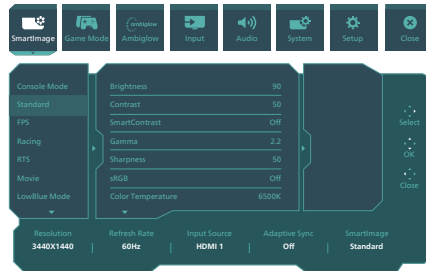 ambiglow
SmartImage Game Mode Ambiglow Input Audio System Setup Close
Console Mode Brightness 90
Standard Contrast 50
FPS SmartContrast Off
Racing Gamma 2.2
RTS Sharpness 50
Movie sRGB Off
LowBlue Mode Color Temperature 6500K
Select
OK
Close
Resolution Refresh Rate Input Source Adaptive Sync SmartImage
3440X1440 | 60Hz | HDMI 1 | Off | Standard